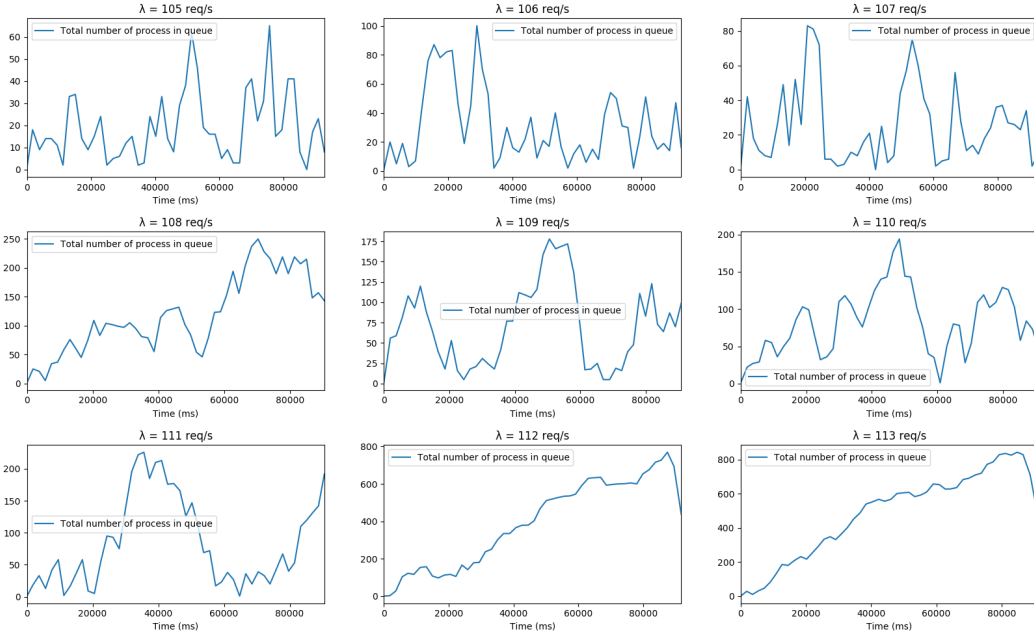 λ = 105 req/s
Total number of process in queue
60
50
40
30
20
10
0
0 20000 40000 60000 80000
Time (ms)
λ = 106 req/s
Total number of process in queue
100
80
60
40
20
0
0 20000 40000 60000 80000
Time (ms)
λ = 107 req/s
Total number of process in queue
80
60
40
20
0
0 20000 40000 60000 80000
Time (ms)
λ = 108 req/s
Total number of process in queue
250
200
150
100
50
0
0 20000 40000 60000 80000
Time (ms)
λ = 109 req/s
Total number of process in queue
175
150
125
100
75
50
25
0
0 20000 40000 60000 80000
Time (ms)
λ = 110 req/s
Total number of process in queue
200
150
100
50
0
0 20000 40000 60000 80000
Time (ms)
λ = 111 req/s
Total number of process in queue
200
150
100
50
0
0 20000 40000 60000 80000
Time (ms)
λ = 112 req/s
Total number of process in queue
800
600
400
200
0
0 20000 40000 60000 80000
Time (ms)
λ = 113 req/s
Total number of process in queue
800
600
400
200
0
0 20000 40000 60000 80000
Time (ms)